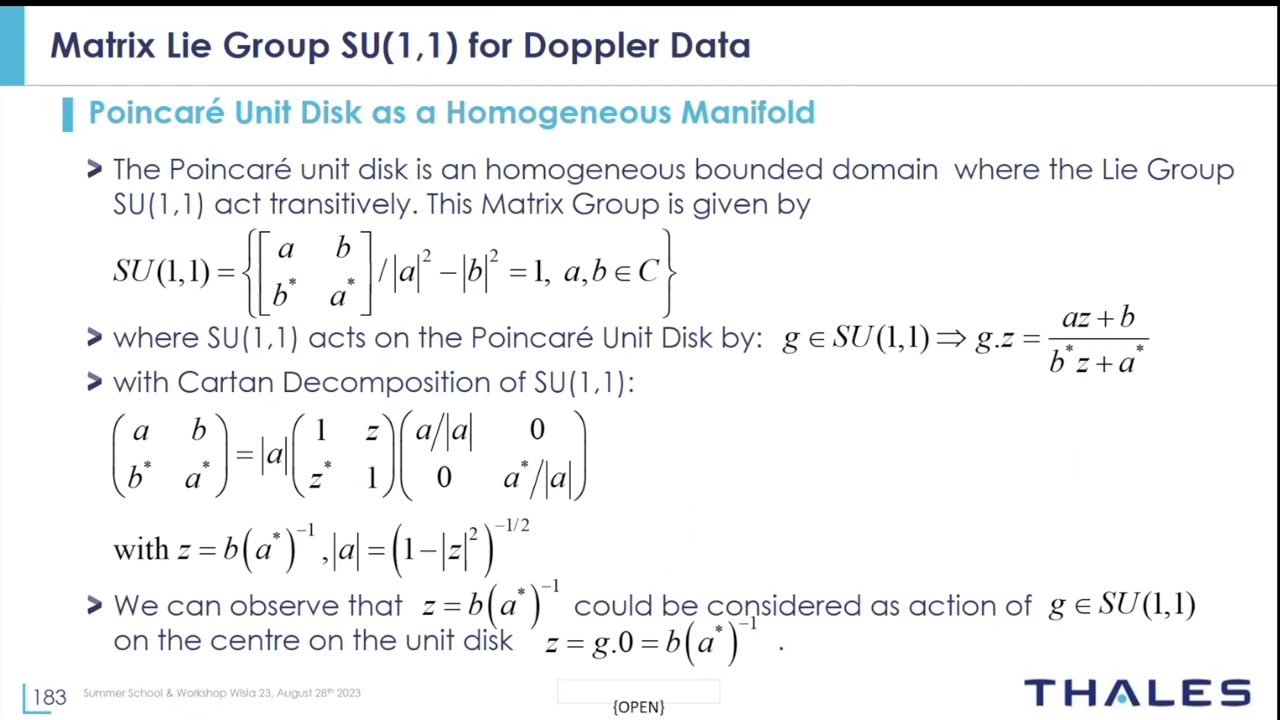 Matrix Lie Group SU(1,1) for Doppler Data
Poincaré Unit Disk as a Homogeneous Manifold
> The Poincaré unit disk is an homogeneous bounded domain where the Lie Group
SU(1,1) act transitively. This Matrix Group is given by
SU(1,1) = { [ a b ; b* a* ] / |a|² − |b|² = 1, a,b ∈ C }
> where SU(1,1) acts on the Poincaré Unit Disk by: g ∈ SU(1,1) ⇒ g.z = (az + b) / (b*z + a*)
> with Cartan Decomposition of SU(1,1):
( a b ; b* a* ) = |a| ( 1 z ; z* 1 ) ( a/|a| 0 ; 0 a*/|a| )
with z = b(a*)⁻¹, |a| = (1 − |z|²)^(−1/2)
> We can observe that z = b(a*)⁻¹ could be considered as action of g ∈ SU(1,1)
on the centre on the unit disk z = g.0 = b(a*)⁻¹ .
183 Summer School & Workshop Wisla 23, August 28th 2023
{OPEN}
THALES